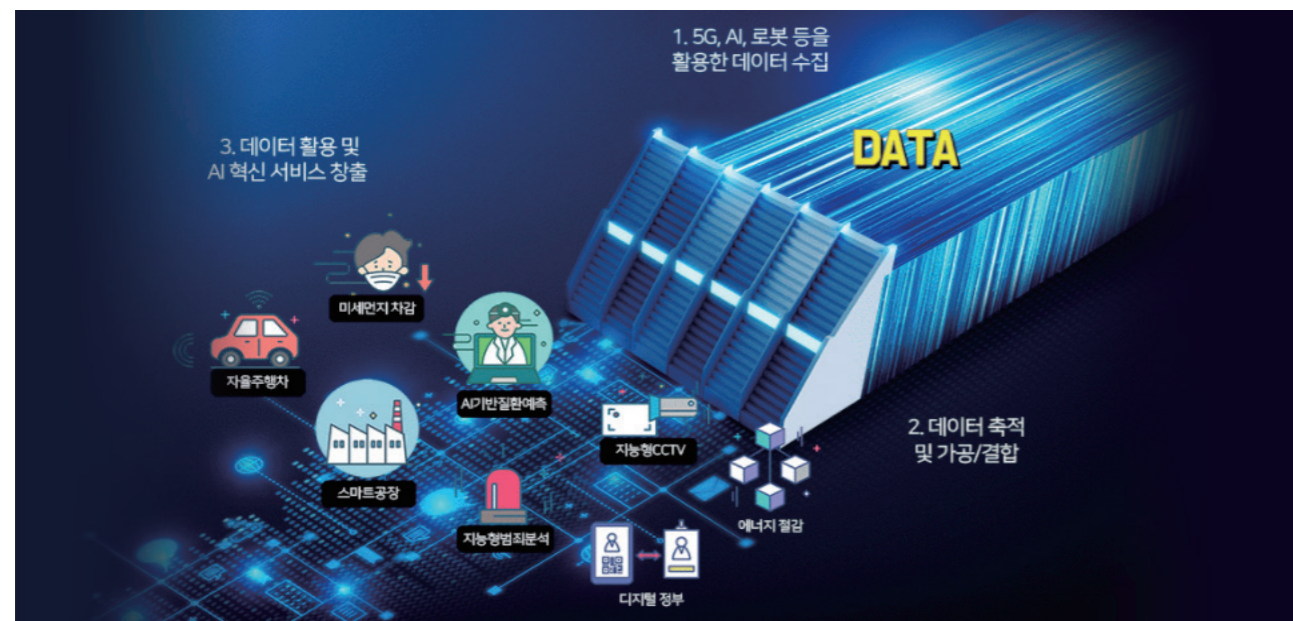 1. 5G, AI, 로봇 등을
활용한 데이터 수집
DATA
3. 데이터 활용 및
AI 혁신 서비스 창출
미세먼지 차감
자율주행차
AI기반질환예측
스마트공장
지능형CCTV
2. 데이터 축적
및 가공/결합
에너지 절감
지능형범죄분석
디지털 정부